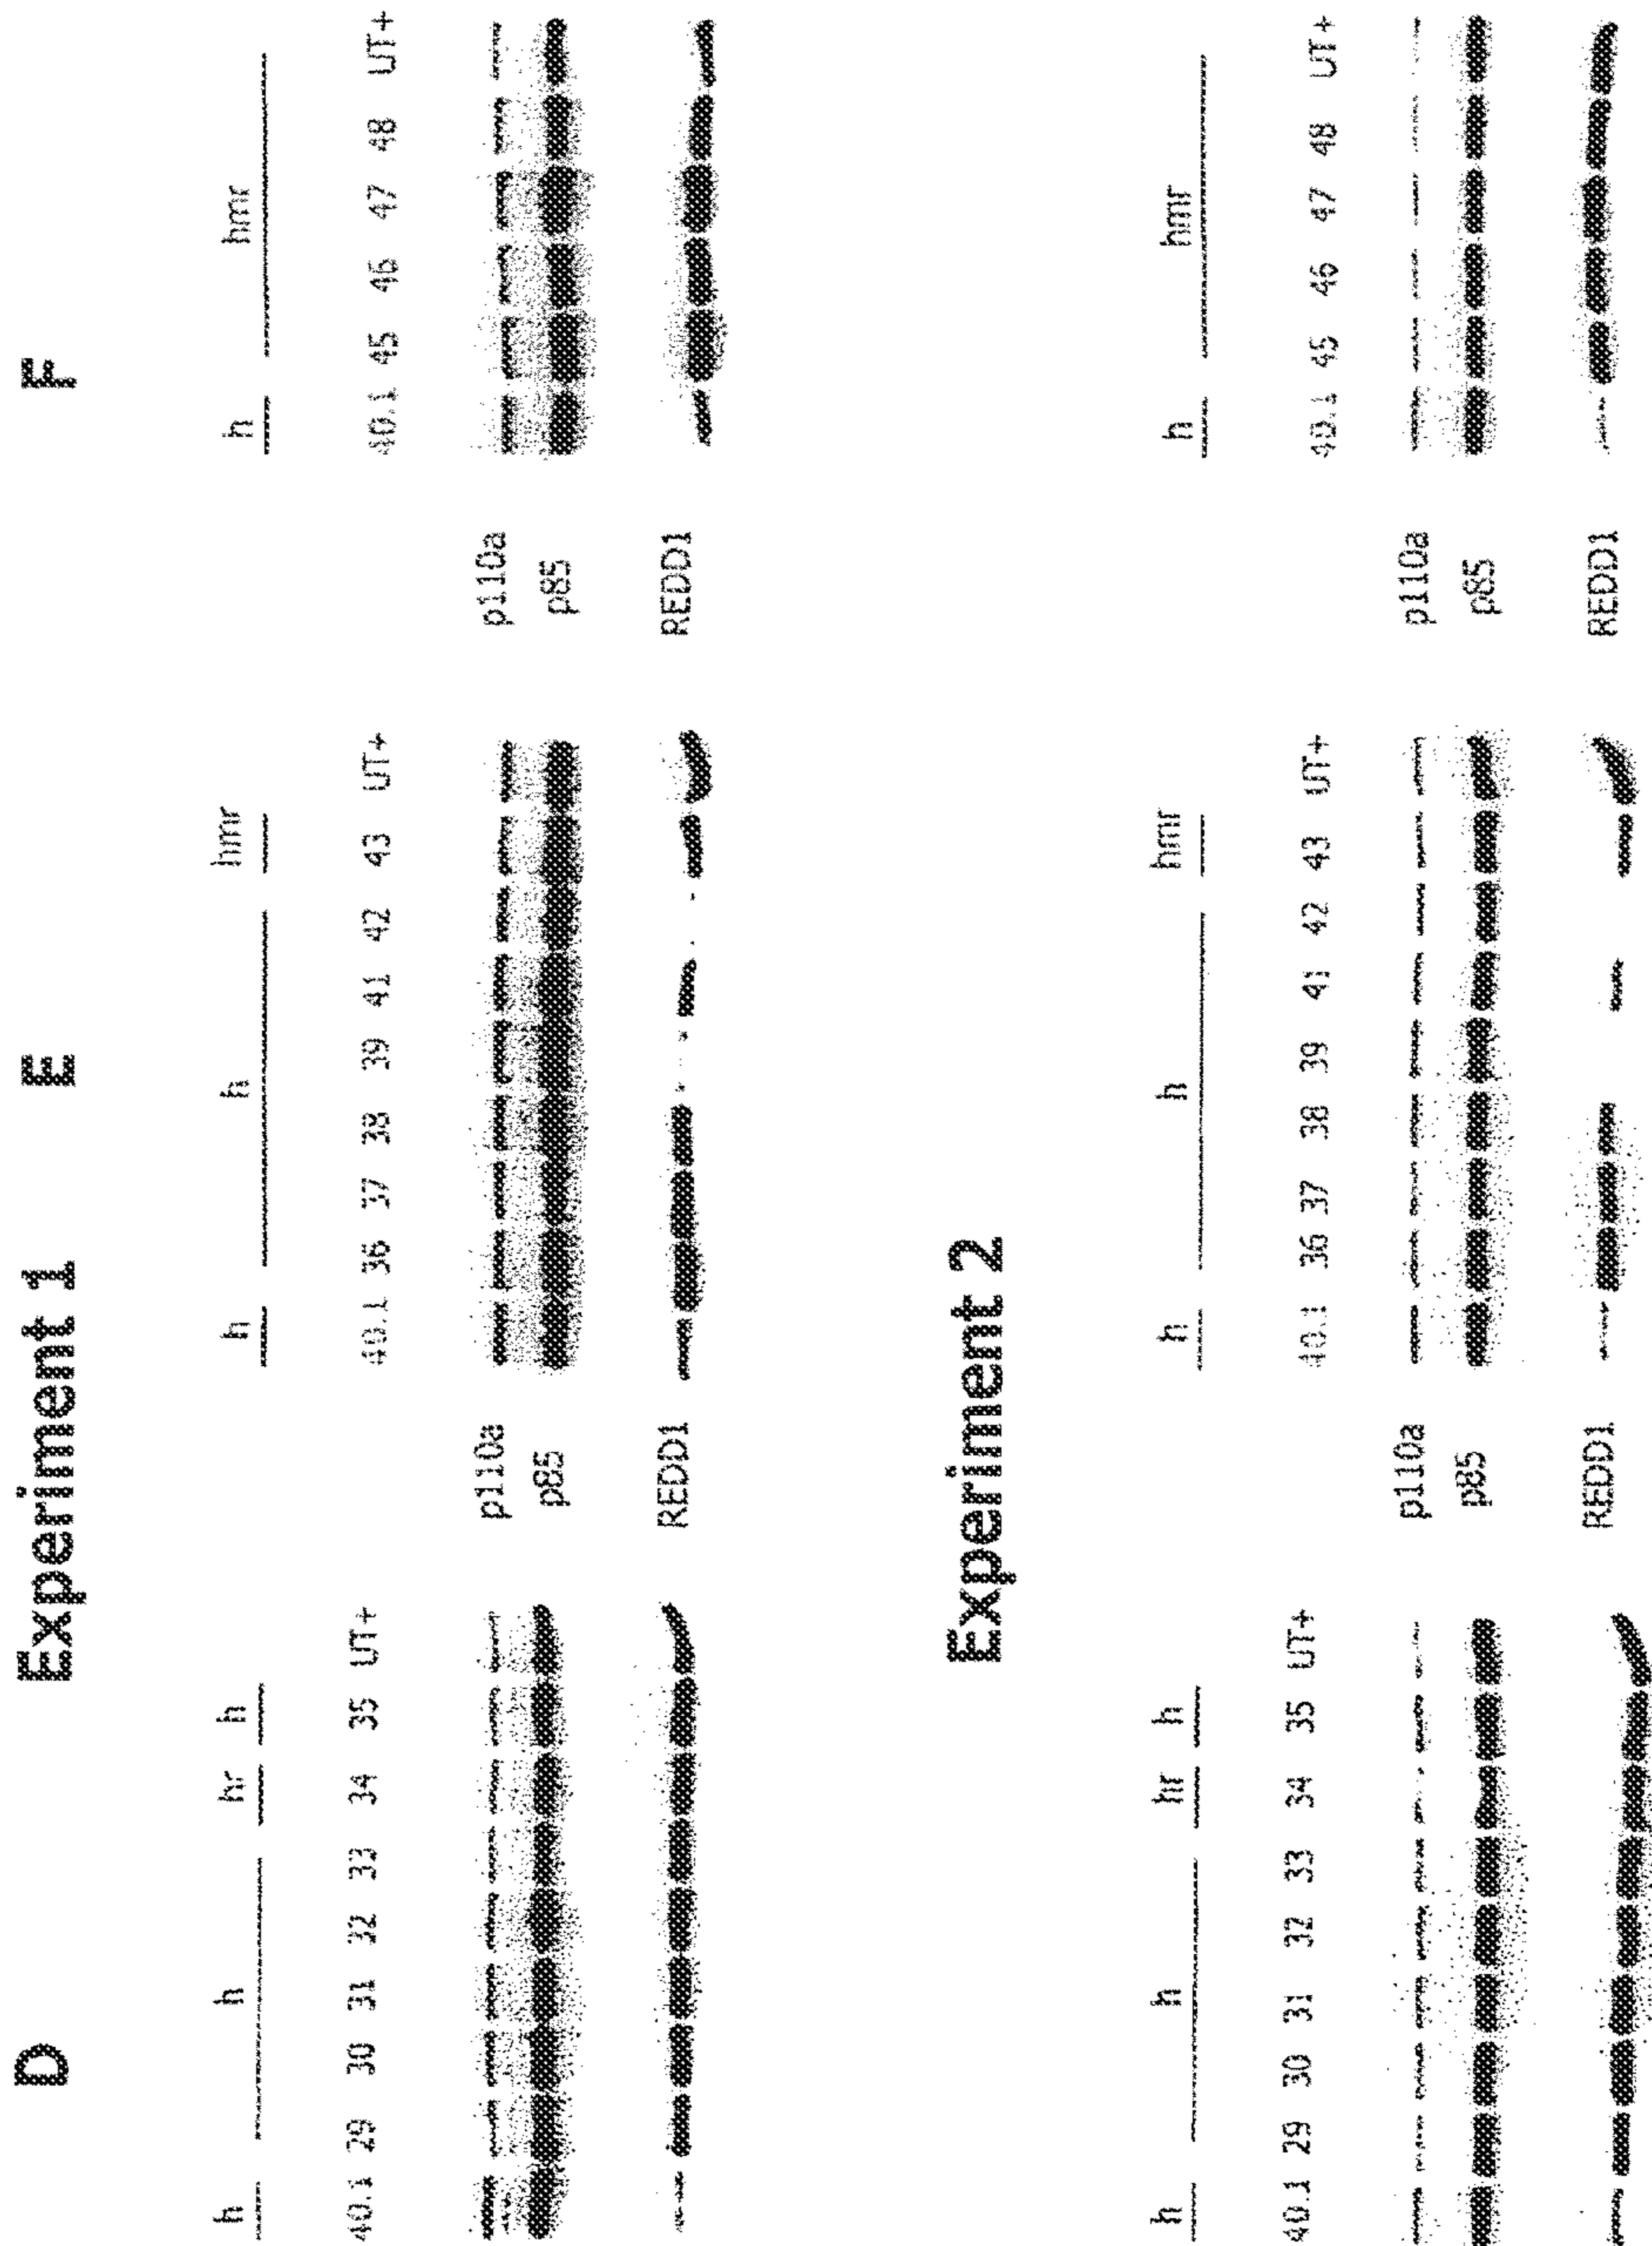 Experiment 1
D
h h hr h
40.1 29 30 31 32 33 34 35 UT+
p110a
p85
REDD1
E
h h hmr
40.1 36 37 38 39 41 42 43 UT+
p110a
p85
REDD1
F
h hmr
40.1 45 46 47 48 UT+
Experiment 2
h h hr h
40.1 29 30 31 32 33 34 35 UT+
p110a
p85
REDD1
h h hmr
40.1 36 37 38 39 41 42 43 UT+
p110a
p85
REDD1
h hmr
40.1 45 46 47 48 UT+